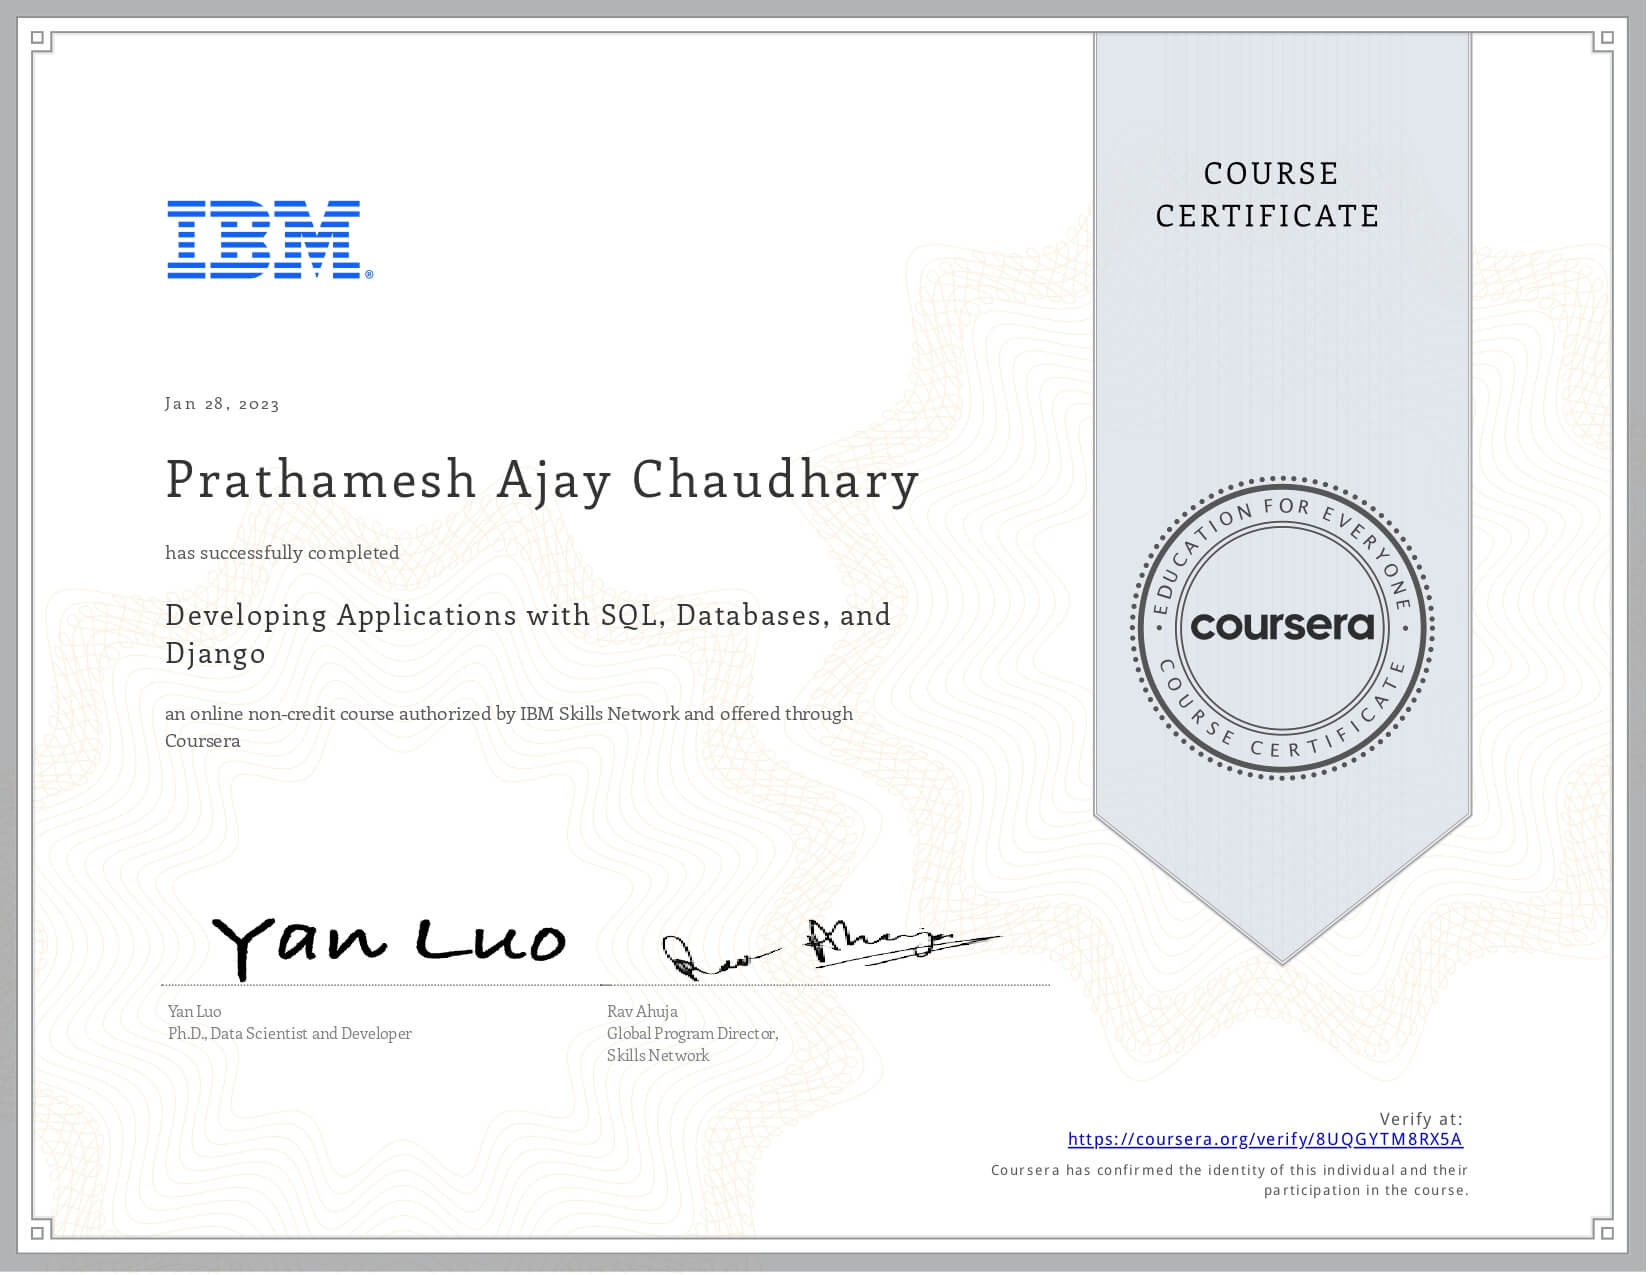 COURSE
CERTIFICATE
IBM®
Jan 28, 2023
Prathamesh Ajay Chaudhary
has successfully completed
Developing Applications with SQL, Databases, and
Django
an online non-credit course authorized by IBM Skills Network and offered through
Coursera
EDUCATION FOR EVERYONE
coursera
COURSE CERTIFICATE
Yan Luo
Rav Ahuja
Yan Luo
Ph.D., Data Scientist and Developer
Rav Ahuja
Global Program Director,
Skills Network
Verify at:
https://coursera.org/verify/8UQGYTM8RX5A
Coursera has confirmed the identity of this individual and their
participation in the course.